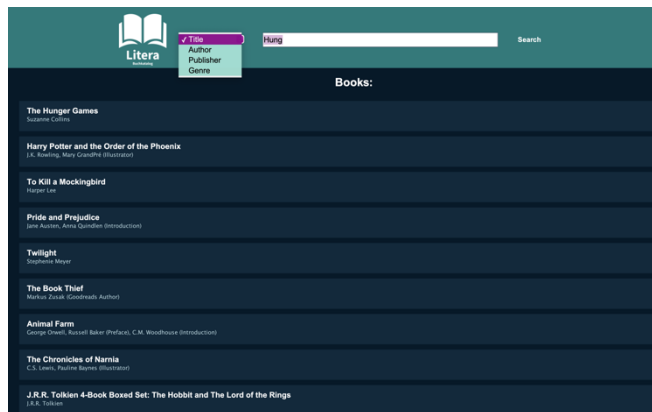 Litera
✓ Title
Author
Publisher
Genre
Hung
Search
Books:
The Hunger Games
Suzanne Collins
Harry Potter and the Order of the Phoenix
J.K. Rowling, Mary GrandPré (Illustrator)
To Kill a Mockingbird
Harper Lee
Pride and Prejudice
Jane Austen, Anna Quindlen (Introduction)
Twilight
Stephenie Meyer
The Book Thief
Markus Zusak (Goodreads Author)
Animal Farm
George Orwell, Russell Baker (Preface), C.M. Woodhouse (Introduction)
The Chronicles of Narnia
C.S. Lewis, Pauline Baynes (Illustrator)
J.R.R. Tolkien 4-Book Boxed Set: The Hobbit and The Lord of the Rings
J.R.R. Tolkien